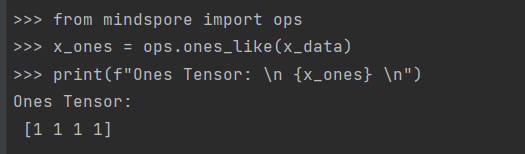 >>> from mindspore import ops
>>> x_ones = ops.ones_like(x_data)
>>> print(f"Ones Tensor: \n {x_ones} \n")
Ones Tensor:
 [1 1 1 1]